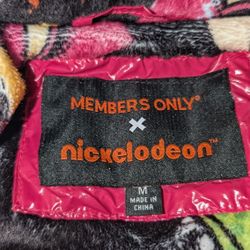 MEMBERS ONLY®
×
nickelodeon™
M
MADE IN
CHINA